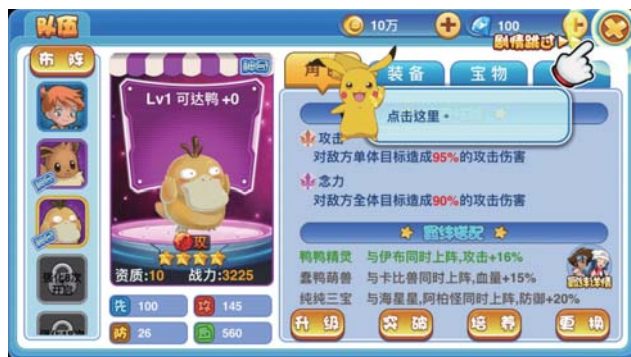 队伍
10万
100
剧情跳过
布阵
Lv1 可达鸭 +0
攻
资质:10 战力:3225
先 100
攻 145
防 26
560
装备
宝物
点击这里。
攻击
对敌方单体目标造成95%的攻击伤害
念力
对敌方全体目标造成90%的攻击伤害
羁绊搭配
鸭鸭精灵 与伊布同时上阵,攻击+16%
蠢鸭萌兽 与卡比兽同时上阵,血量+15%
纯纯三宝 与海星星,阿柏怪同时上阵,防御+20%
羁绊详情
开启
升级
突破
培养
更换